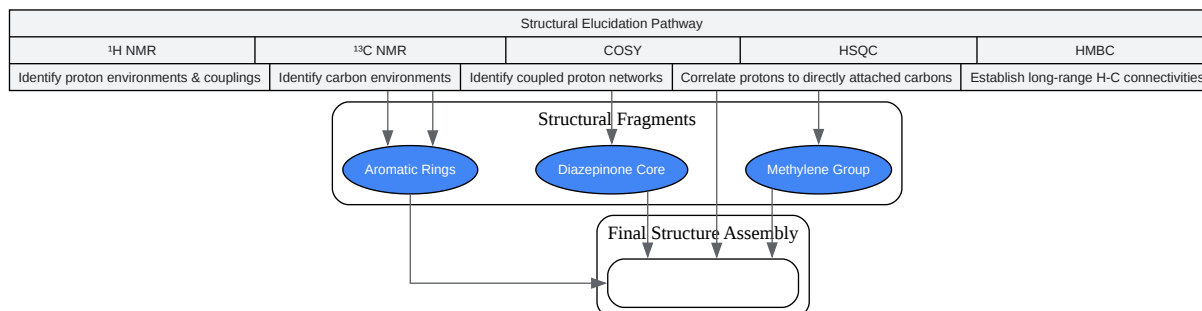 Structural Elucidation Pathway
¹H NMR
¹³C NMR
COSY
HSQC
HMBC
Identify proton environments & couplings
Identify carbon environments
Identify coupled proton networks
Correlate protons to directly attached carbons
Establish long-range H-C connectivities
Structural Fragments
Aromatic Rings
Diazepinone Core
Methylene Group
Final Structure Assembly